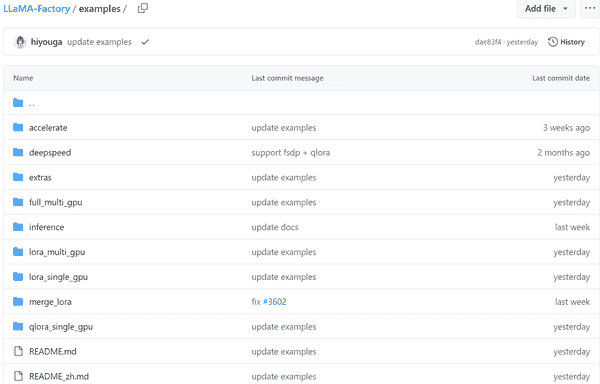 LLaMA-Factory / examples /
Add file
hiyouga update examples
dae83f4 · yesterday
History
Name Last commit message Last commit date
..
accelerate update examples 3 weeks ago
deepspeed support fsdp + qlora 2 months ago
extras update examples yesterday
full_multi_gpu update examples yesterday
inference update docs last week
lora_multi_gpu update examples yesterday
lora_single_gpu update examples yesterday
merge_lora fix #3602 last week
qlora_single_gpu update examples yesterday
README.md update examples yesterday
README_zh.md update examples yesterday